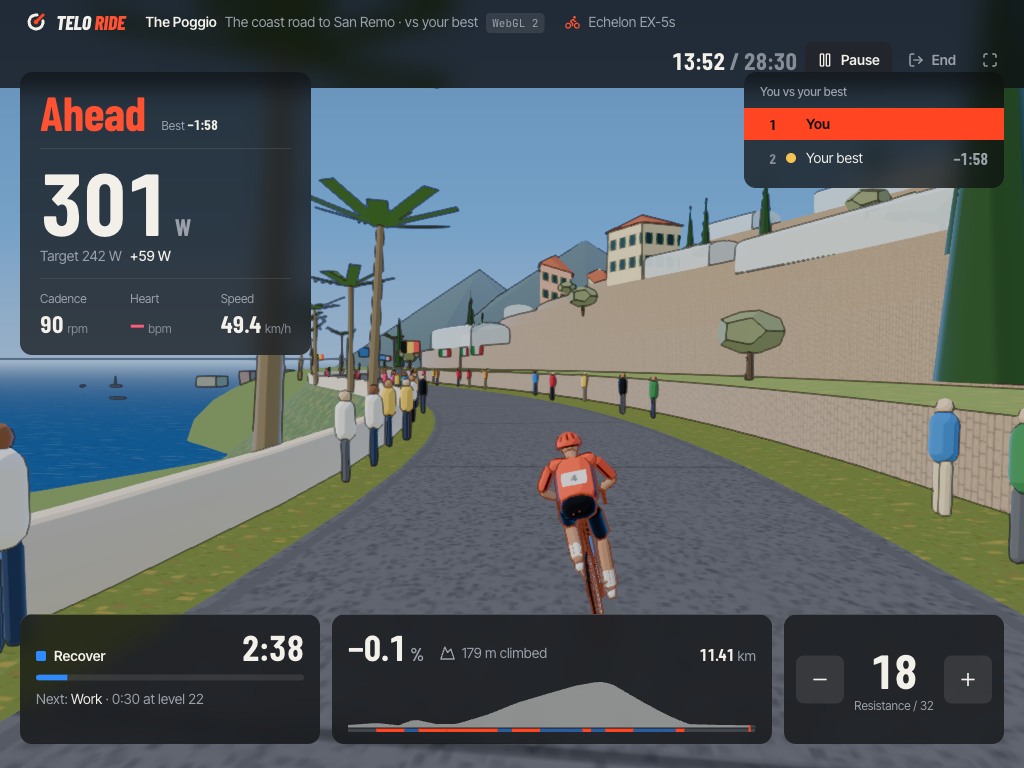 TELO RIDE The Poggio The coast road to San Remo · vs your best WebGL 2 Echelon EX-5s
13:52 / 28:30 Pause End
Ahead Best −1:58
301 W
Target 242 W +59 W
Cadence Heart Speed
90 rpm – bpm 49.4 km/h
You vs your best
1 You
2 Your best −1:58
4
Recover 2:38
Next: Work · 0:30 at level 22
−0.1 % 179 m climbed 11.41 km
− 18 +
Resistance / 32